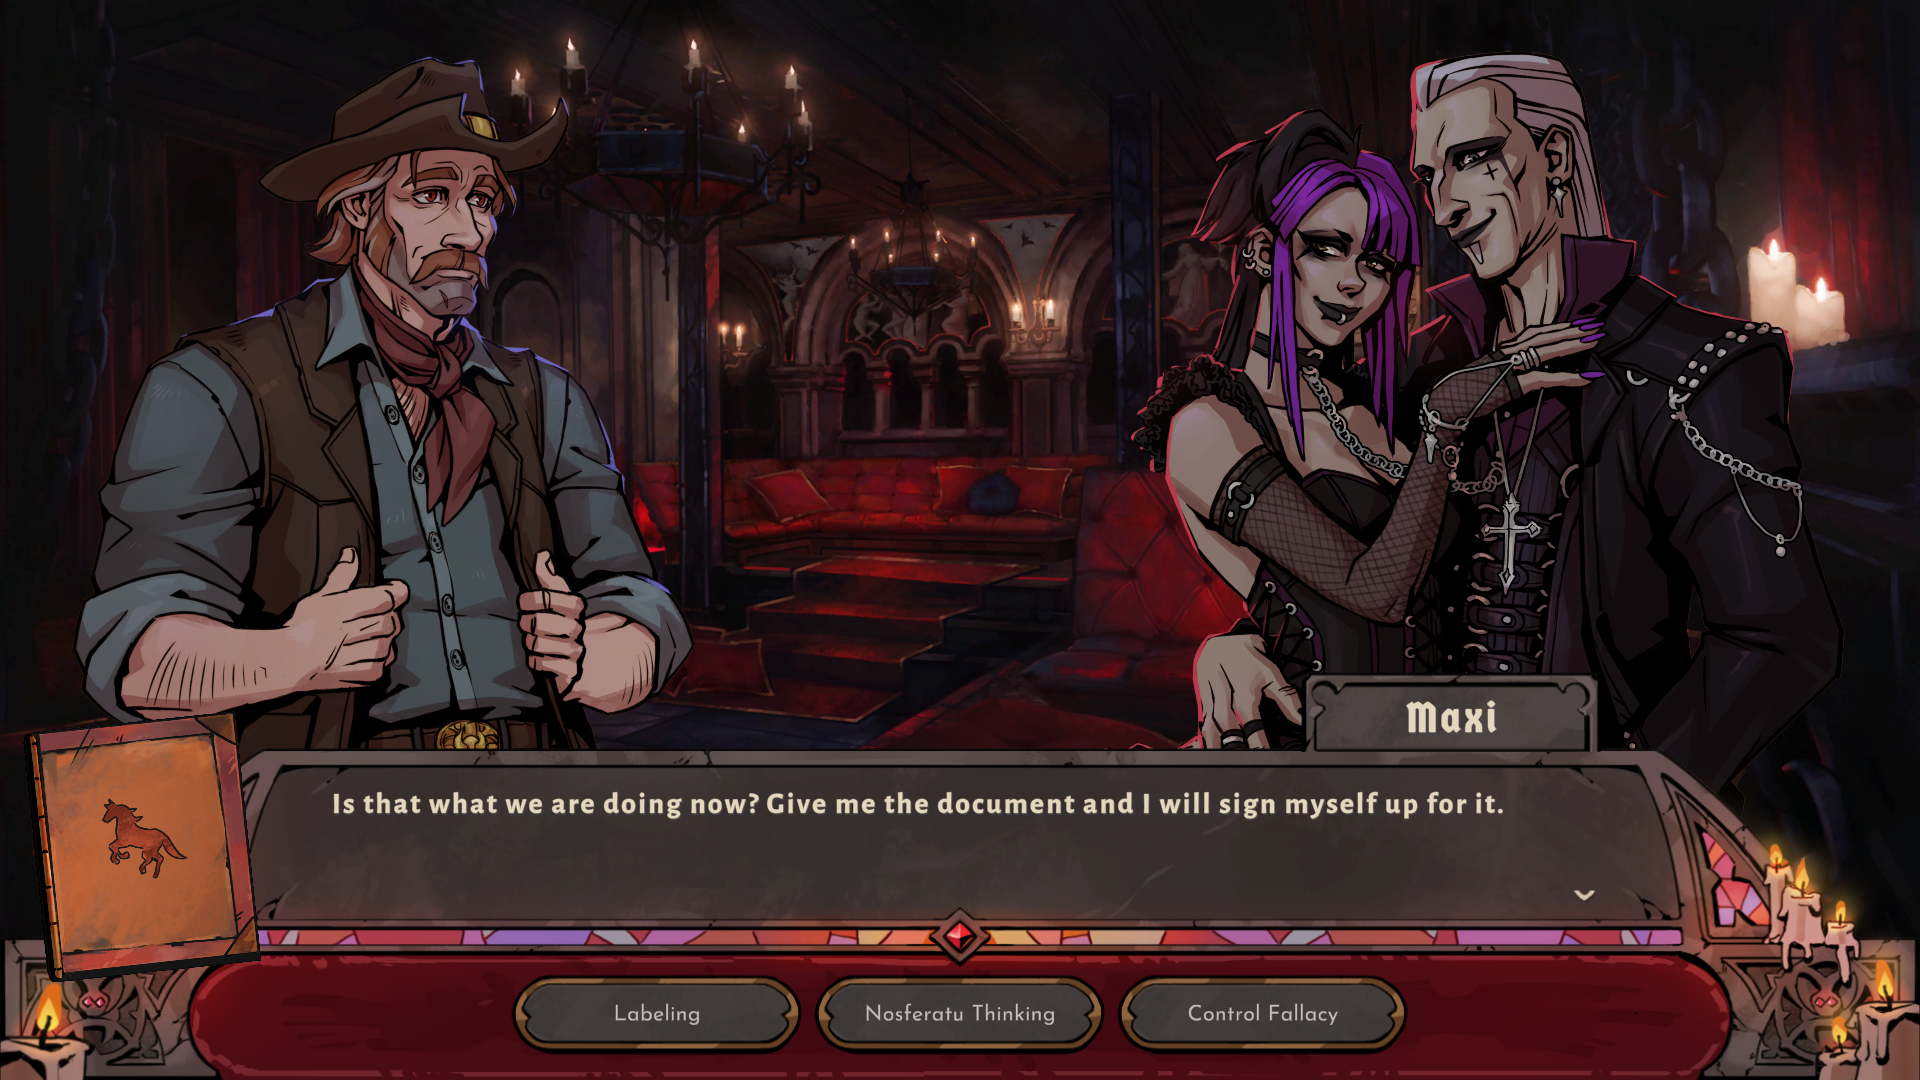 Maxi
Is that what we are doing now? Give me the document and I will sign myself up for it.
Labeling
Nosferatu Thinking
Control Fallacy